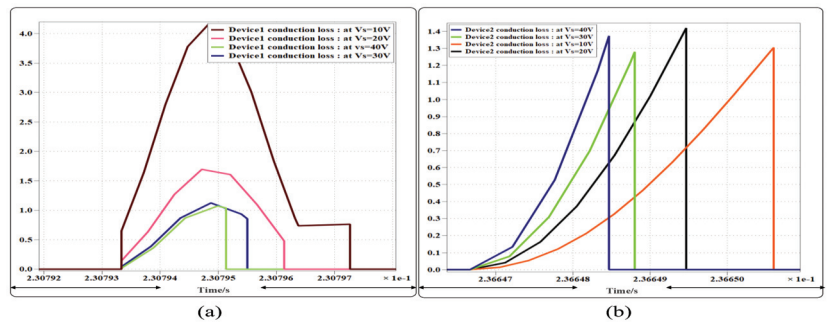 4.0
3.5
3.0
2.5
2.0
1.5
1.0
0.5
0.0
Device1 conduction loss : at Vs=10V
Device1 conduction loss : at Vs=20V
Device1 conduction loss : at vs=40V
Device1 conduction loss : at Vs=30V
2.30792 2.30793 2.30794 2.30795 2.30796 2.30797 × 1e-1
Time/s
(a)
1.4
1.3
1.2
1.1
1.0
0.9
0.8
0.7
0.6
0.5
0.4
0.3
0.2
0.1
0.0
Device2 conduction loss : at Vs=40V
Device2 conduction loss : at Vs=30V
Device2 conduction loss : at Vs=10V
Device2 conduction loss : at Vs=20V
2.36647 2.36648 2.36649 2.36650 × 1e-1
Time/s
(b)